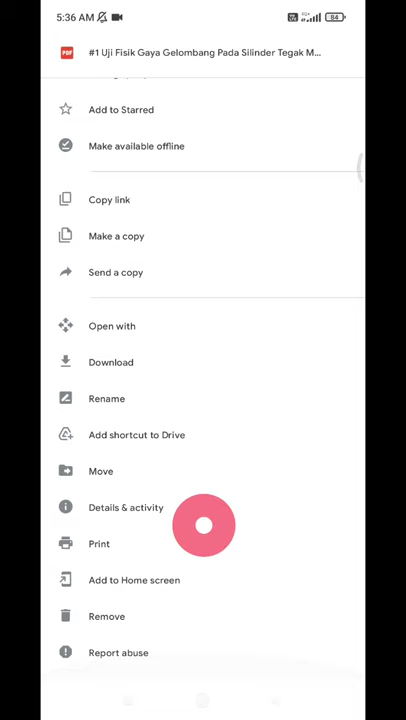 5:36 AM
84
PDF
#1 Uji Fisik Gaya Gelombang Pada Silinder Tegak M...
Add to Starred
Make available offline
Copy link
Make a copy
Send a copy
Open with
Download
Rename
Add shortcut to Drive
Move
Details & activity
Print
Add to Home screen
Remove
Report abuse